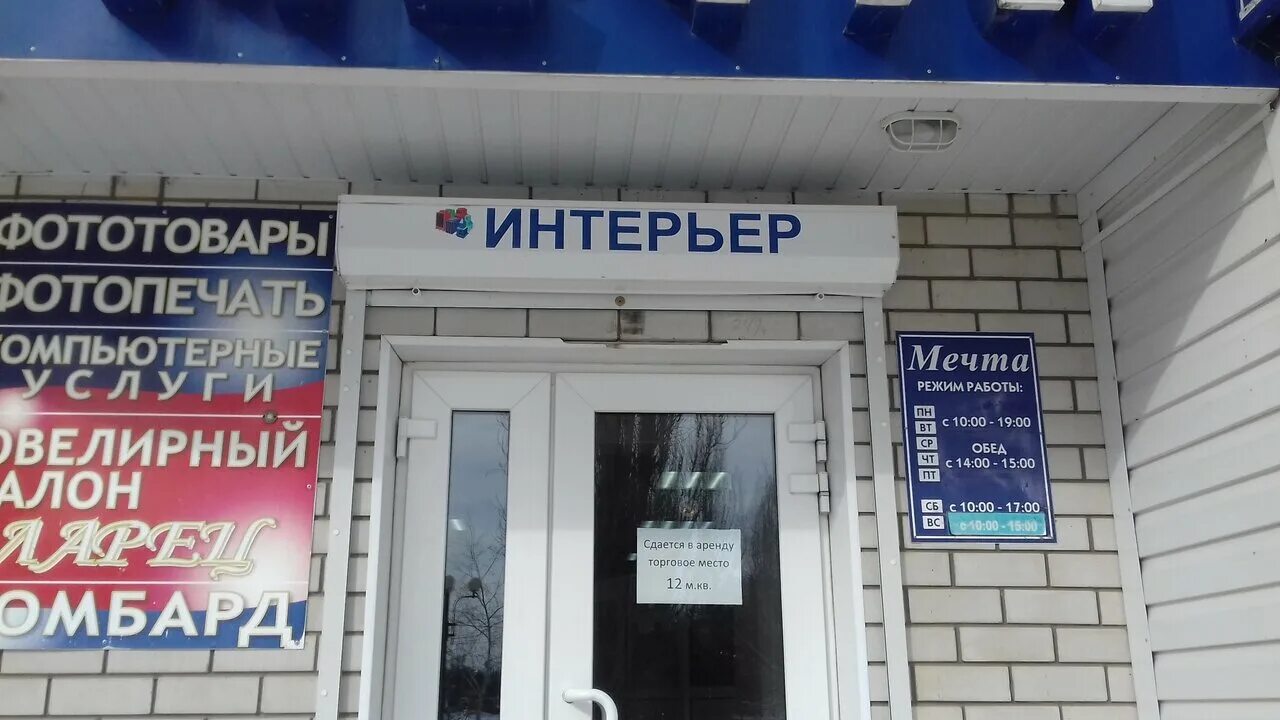 ИНТЕРЬЕР
ФОТОТОВАРЫ
ФОТОПЕЧАТЬ
КОМПЬЮТЕРНЫЕ
УСЛУГИ
ЮВЕЛИРНЫЙ
САЛОН
ЛАРЕЦ
ЛОМБАРД
Сдается в аренду
торговое место
12 м.кв.
Мечта
РЕЖИМ РАБОТЫ:
ПН
ВТ
СР
ЧТ
ПТ
с 10:00 - 19:00
ОБЕД
с 14:00 - 15:00
СБ с 10:00 - 17:00
ВС с 10:00 - 15:00